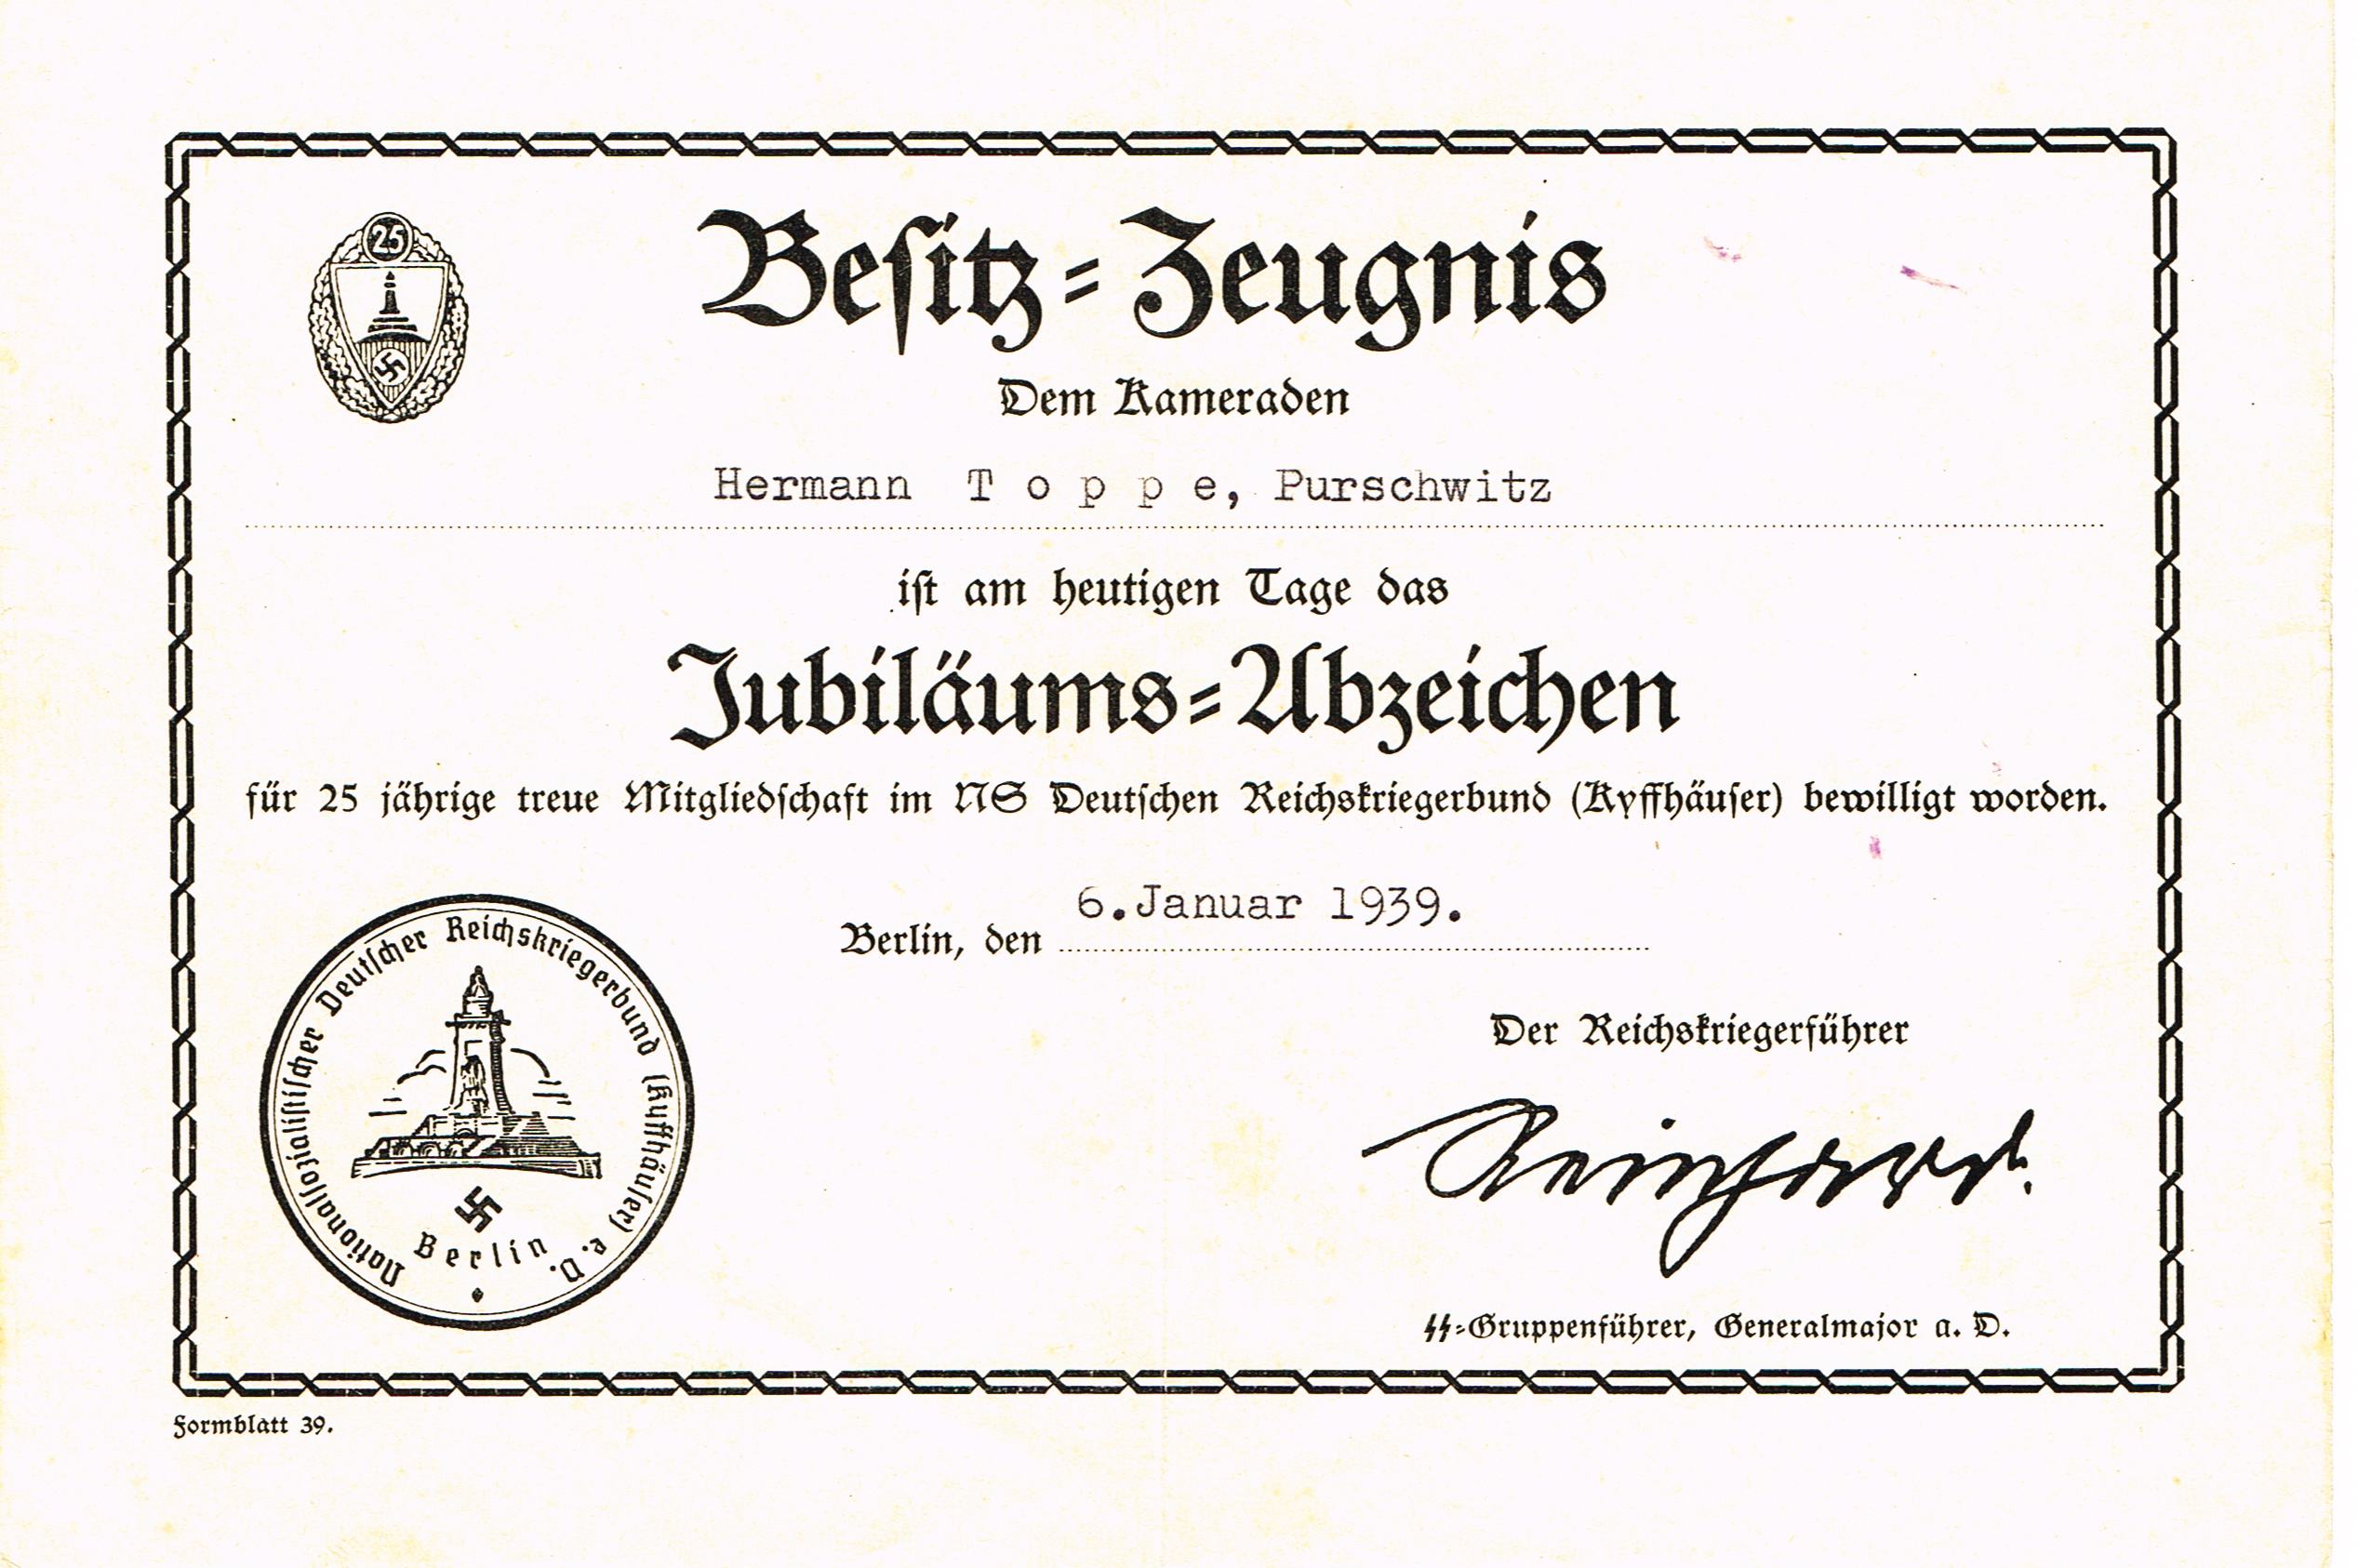 25
Besitz=Zeugnis
Dem Kameraden
Hermann T o p p e, Purschwitz
ist am heutigen Tage das
Jubiläums=Abzeichen
für 25 jährige treue Mitgliedschaft im NS Deutschen Reichskriegerbund (Kyffhäuser) bewilligt worden.
Berlin, den 6.Januar 1939.
Nationalsozialistischer Deutscher Reichskriegerbund (Kyffhäuser) e. V.
Berlin
Der Reichskriegerführer
Reinhard.
SS=Gruppenführer, Generalmajor a. D.
Formblatt 39.